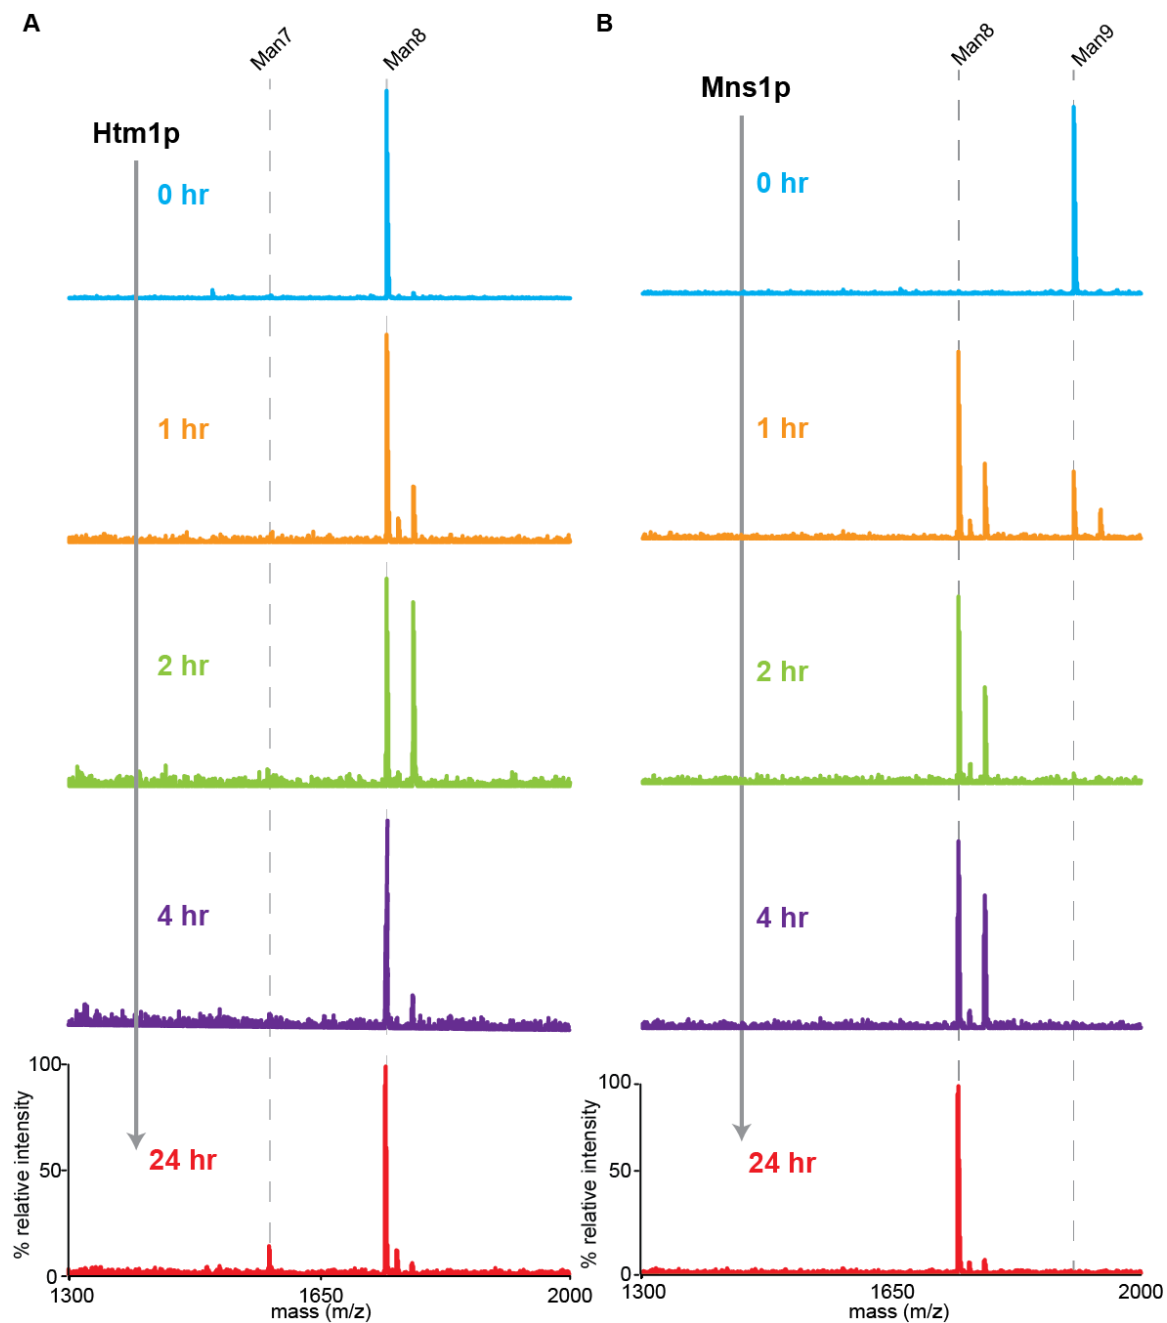 A
Man7
Man8
Htm1p
0 hr
1 hr
2 hr
4 hr
24 hr
100
50
0
% relative intensity
1300
1650
2000
mass (m/z)
B
Man8
Man9
Mns1p
0 hr
1 hr
2 hr
4 hr
24 hr
100
50
0
% relative intensity
1300
1650
2000
mass (m/z)